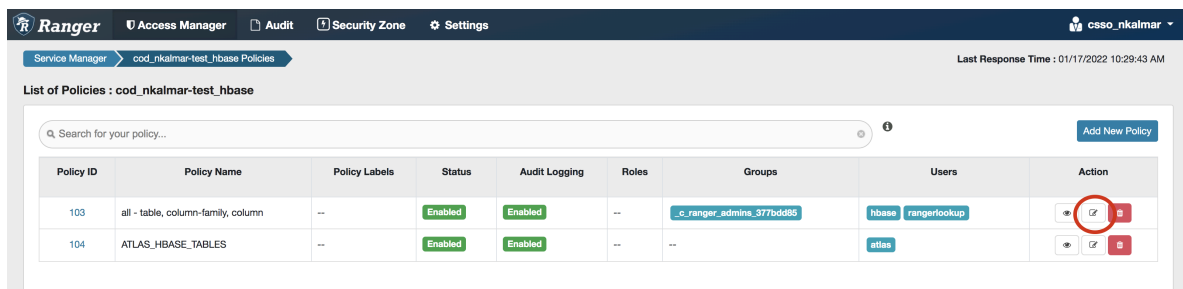 Ranger Access Manager Audit Security Zone Settings csso_nkalmar
Service Manager cod_nkalmar-test_hbase Policies Last Response Time : 01/17/2022 10:29:43 AM
List of Policies : cod_nkalmar-test_hbase
Search for your policy... Add New Policy
Policy ID Policy Name Policy Labels Status Audit Logging Roles Groups Users Action
103 all - table, column-family, column -- Enabled Enabled -- _c_ranger_admins_377bdd85 hbase rangerlookup
104 ATLAS_HBASE_TABLES -- Enabled Enabled -- -- atlas